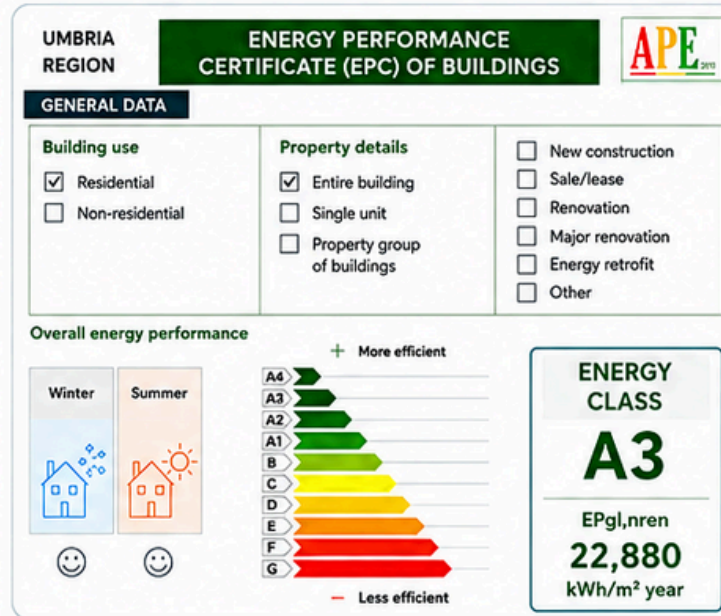 UMBRIA
REGION
ENERGY PERFORMANCE
CERTIFICATE (EPC) OF BUILDINGS
APE 2015
GENERAL DATA
Building use
Residential
Non-residential
Property details
Entire building
Single unit
Property group
of buildings
New construction
Sale/lease
Renovation
Major renovation
Energy retrofit
Other
Overall energy performance
Winter
Summer
+ More efficient
A4
A3
A2
A1
B
C
D
E
F
G
− Less efficient
ENERGY
CLASS
A3
EPgl,nren
22,880
kWh/m² year